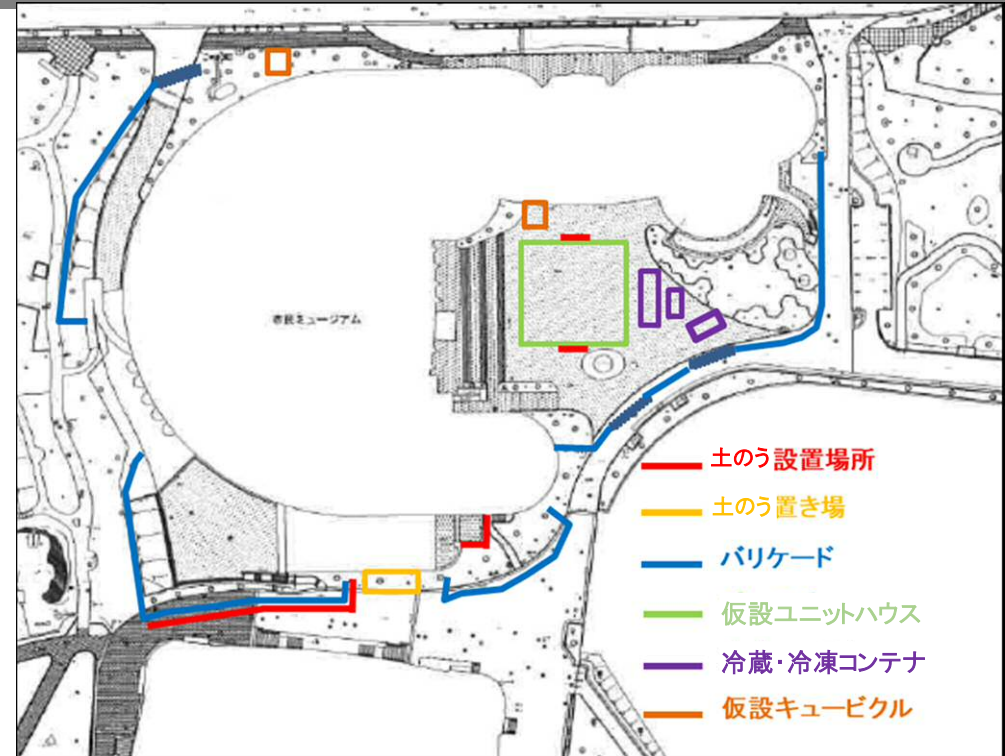 市民ミュージアム
土のう設置場所
土のう置き場
バリケード
仮設ユニットハウス
冷蔵・冷凍コンテナ
仮設キュービクル